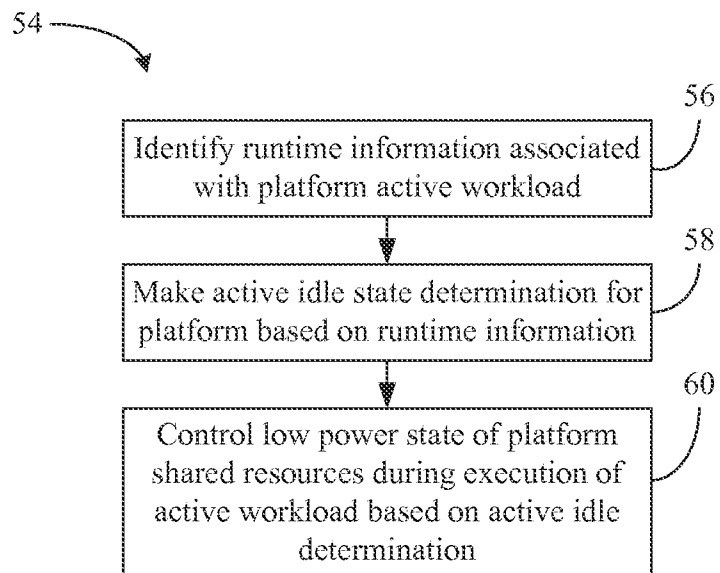 54
56
Identify runtime information associated
with platform active workload
58
Make active idle state determination for
platform based on runtime information
60
Control low power state of platform
shared resources during execution of
active workload based on active idle
determination